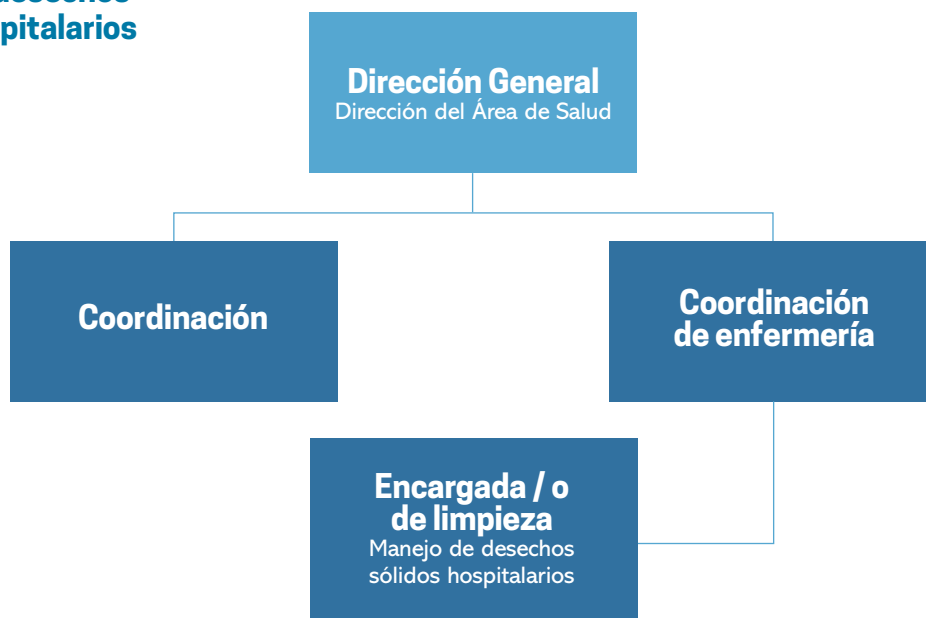 pitalarios
Dirección General
Dirección del Área de Salud
Coordinación
Coordinación
de enfermería
Encargada / o
de limpieza
Manejo de desechos
sólidos hospitalarios